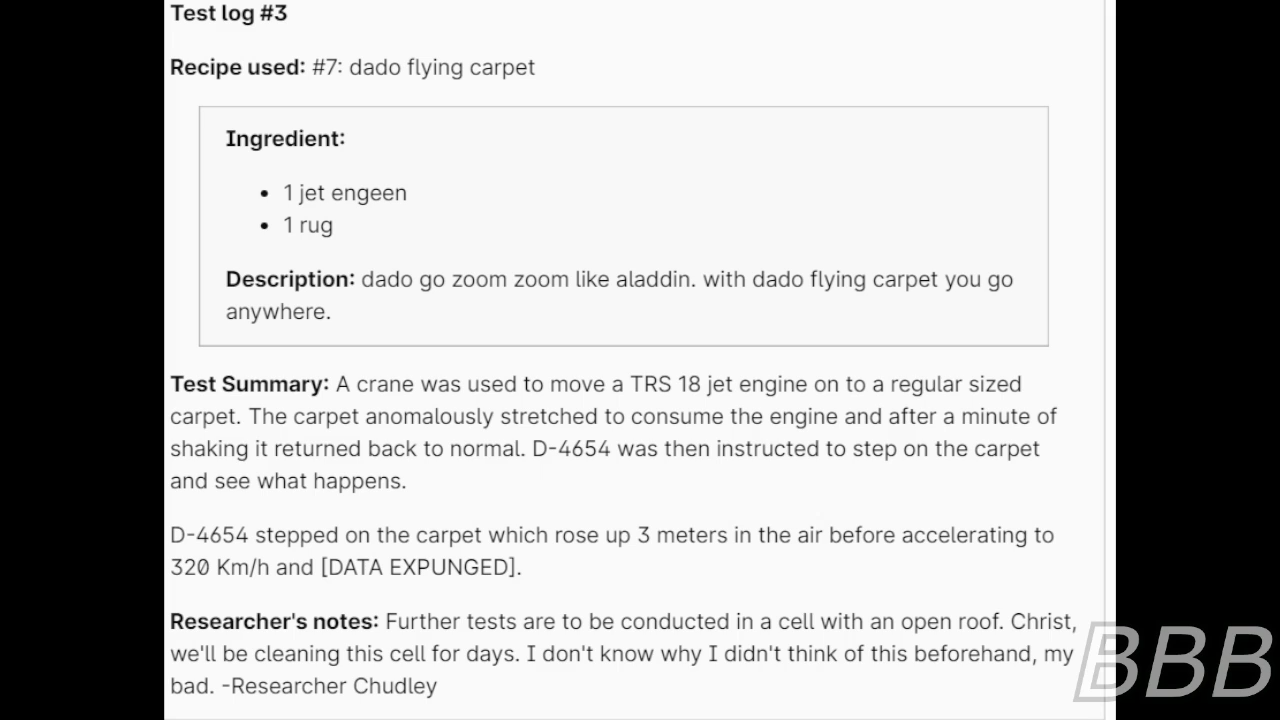 Test log #3
Recipe used: #7: dado flying carpet
Ingredient:
• 1 jet engeen
• 1 rug
Description: dado go zoom zoom like aladdin. with dado flying carpet you go
anywhere.
Test Summary: A crane was used to move a TRS 18 jet engine on to a regular sized
carpet. The carpet anomalously stretched to consume the engine and after a minute of
shaking it returned back to normal. D-4654 was then instructed to step on the carpet
and see what happens.
D-4654 stepped on the carpet which rose up 3 meters in the air before accelerating to
320 Km/h and [DATA EXPUNGED].
Researcher's notes: Further tests are to be conducted in a cell with an open roof. Christ,
we'll be cleaning this cell for days. I don't know why I didn't think of this beforehand, my
bad. -Researcher Chudley
BBB